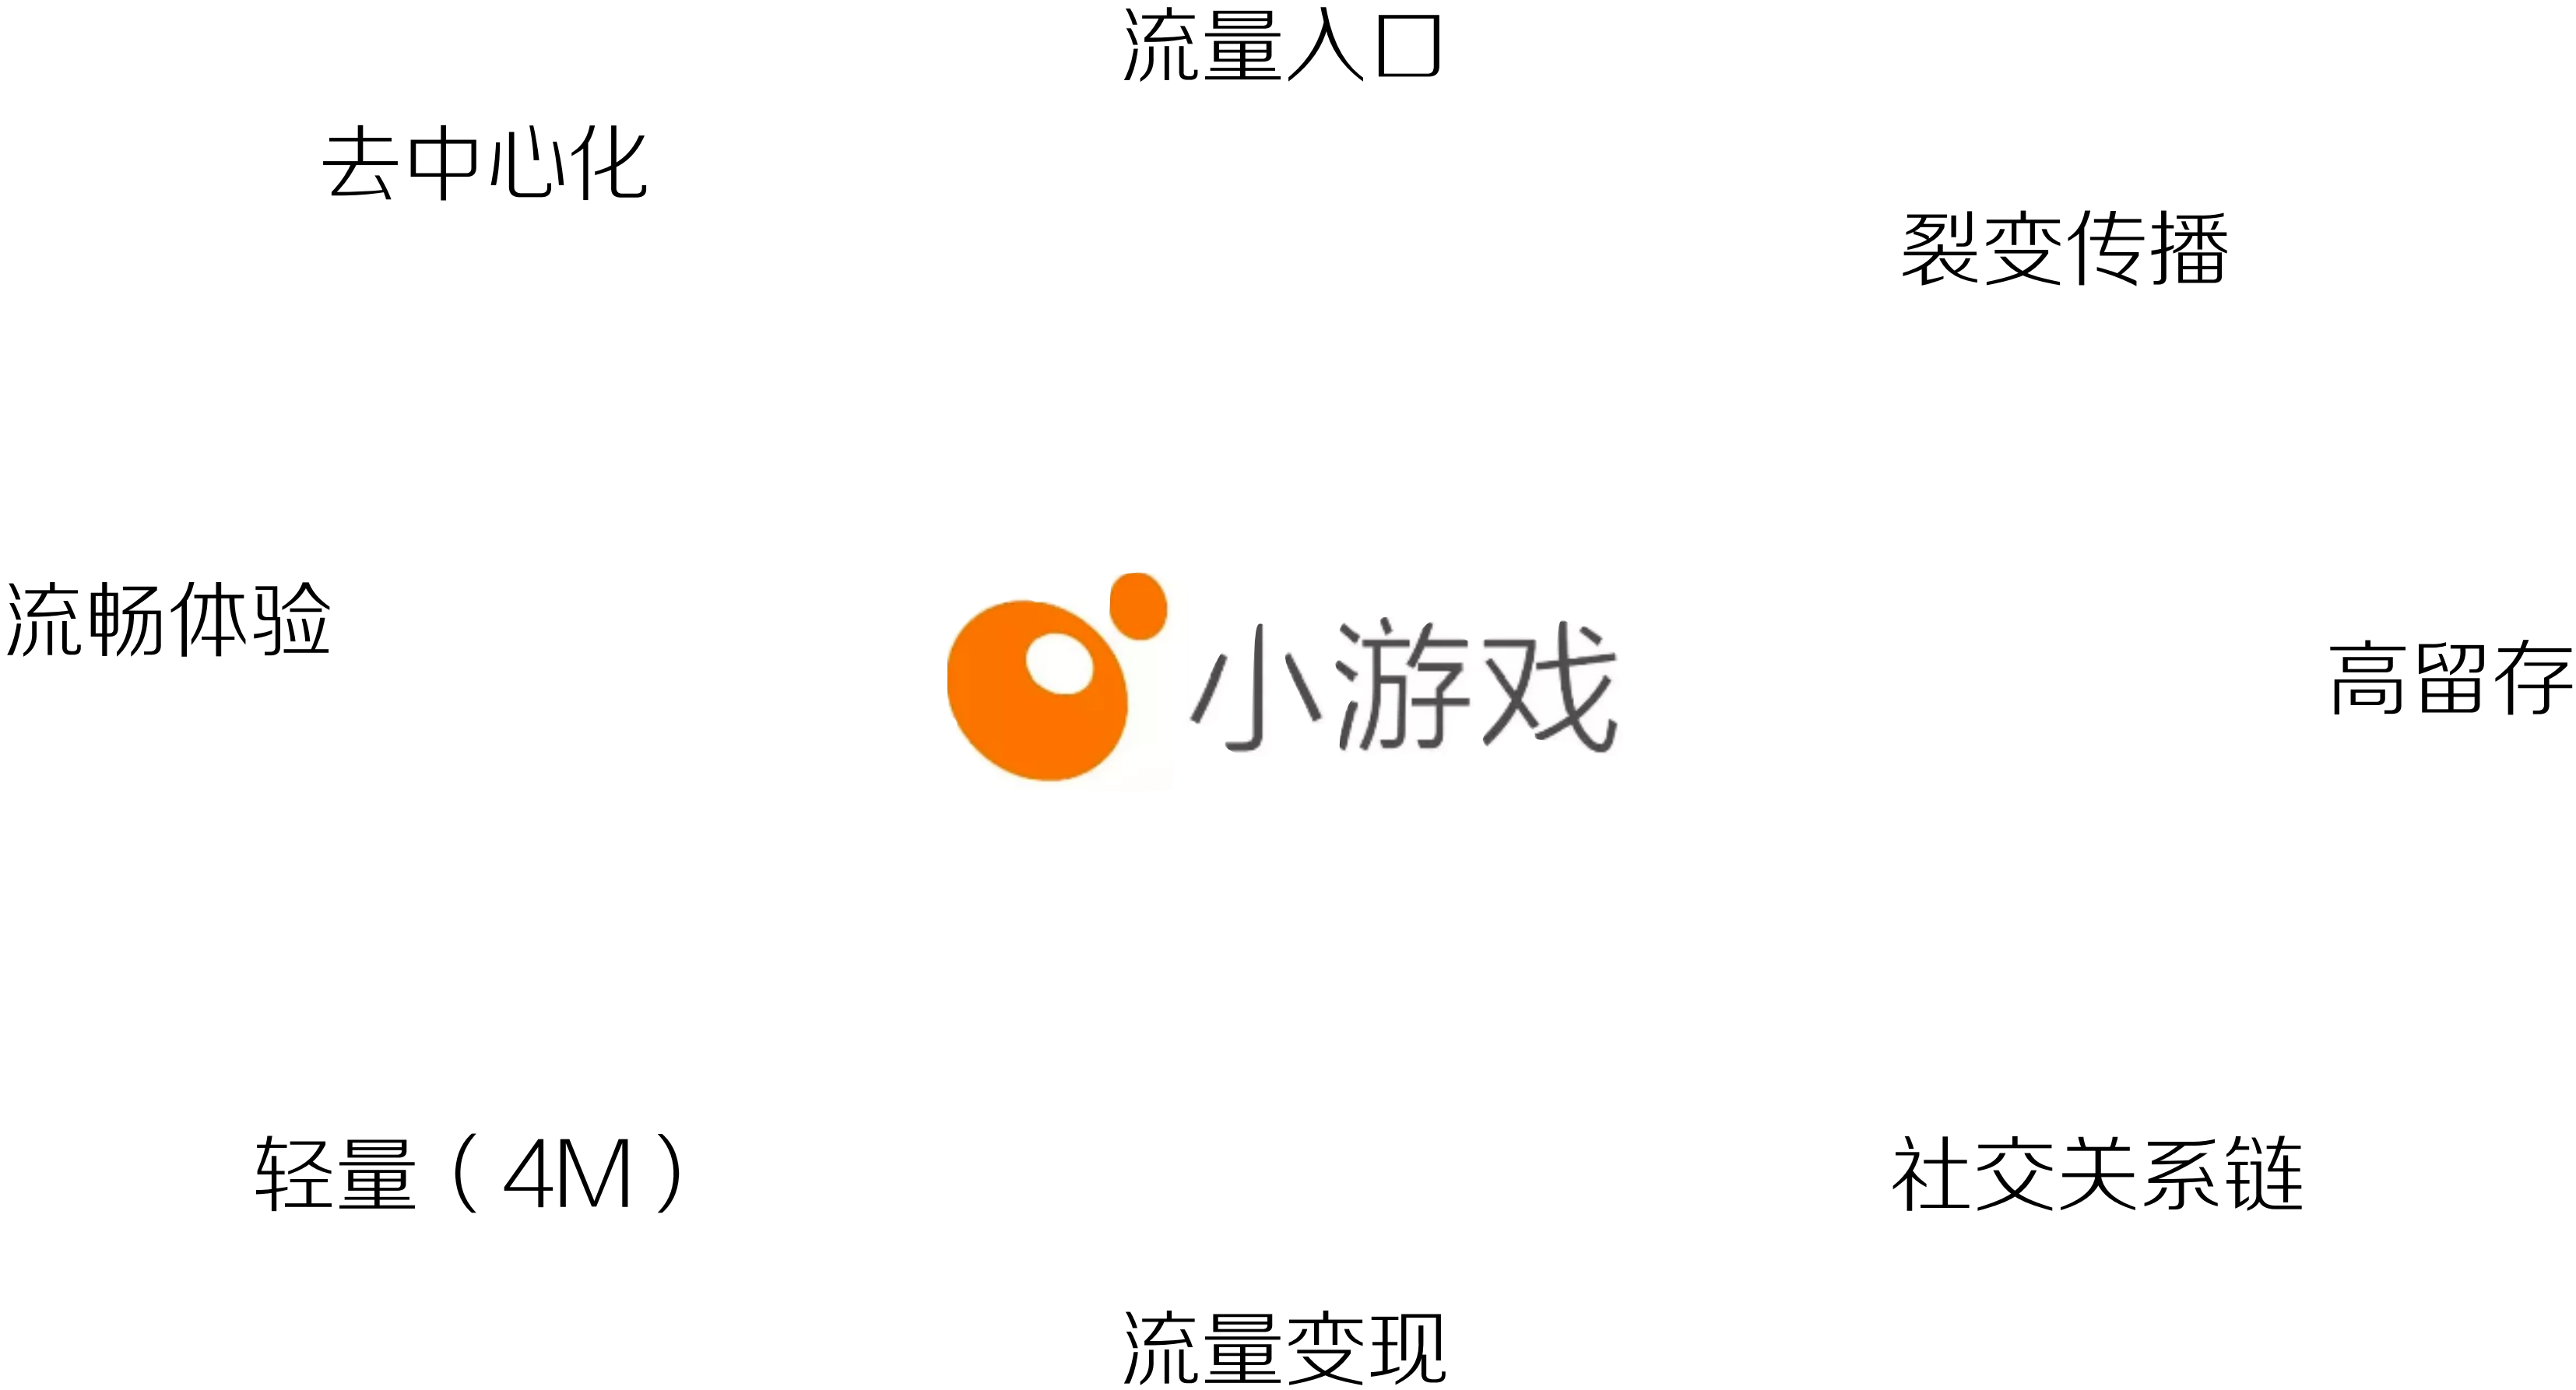 流量入口
去中心化
裂变传播
流畅体验
小游戏
高留存
轻量（4M）
社交关系链
流量变现